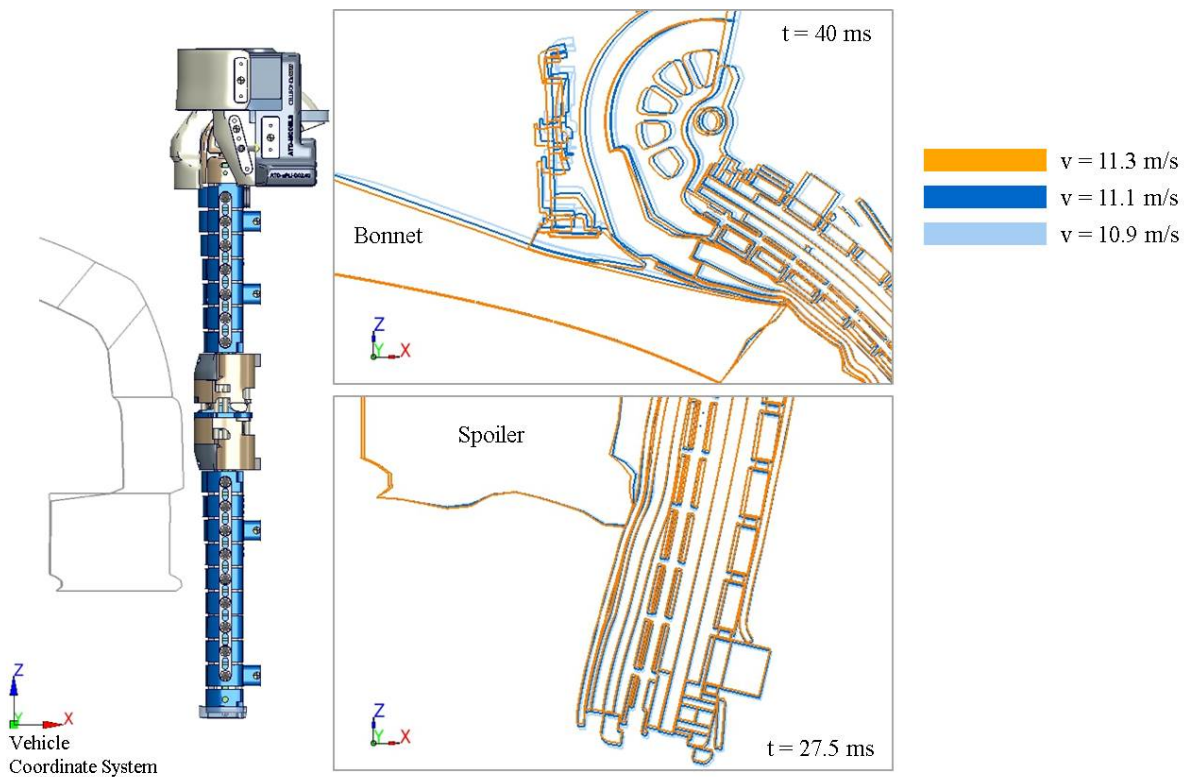 t = 40 ms
Bonnet
Z
Y
X
v = 11.3 m/s
v = 11.1 m/s
v = 10.9 m/s
Spoiler
Z
Y
X
t = 27.5 ms
Z
Y
X
Vehicle
Coordinate System